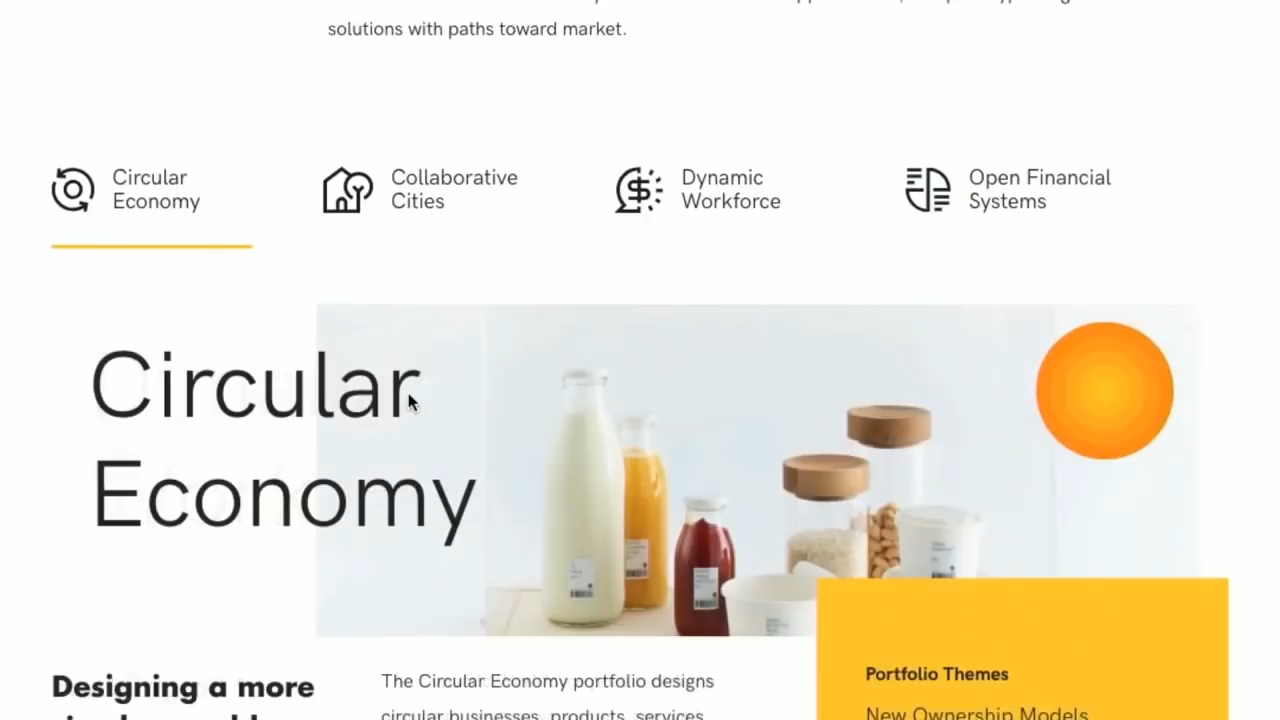 solutions with paths toward market.
Circular
Economy
Collaborative
Cities
Dynamic
Workforce
Open Financial
Systems
Circular
Economy
Designing a more
The Circular Economy portfolio designs
circular businesses, products, services
Portfolio Themes
New Ownership Models